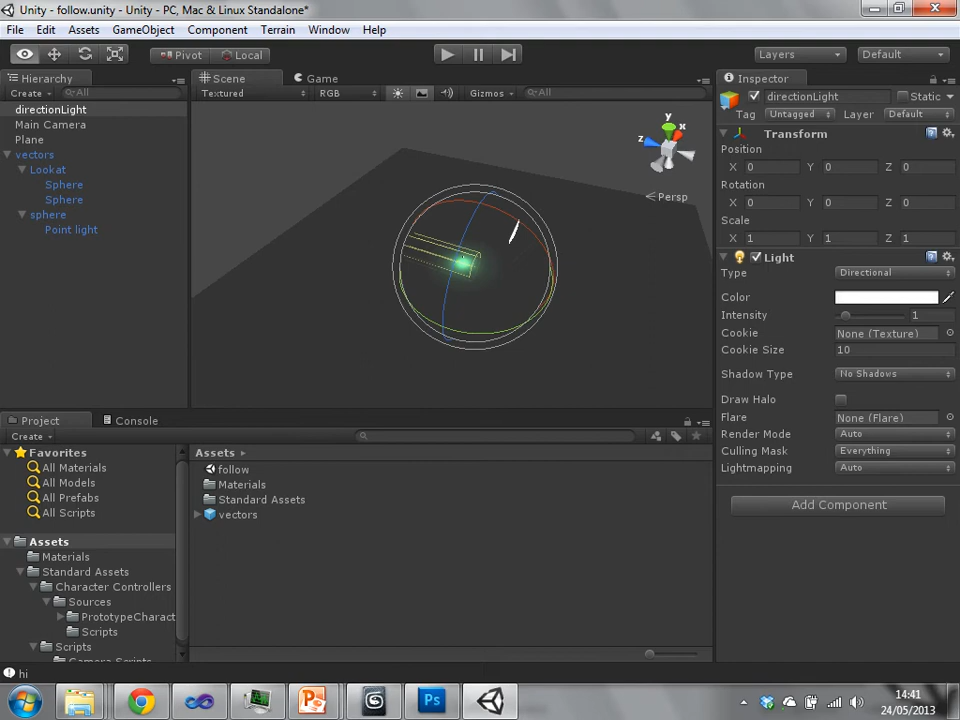 Unity - follow.unity - Unity - PC, Mac & Linux Standalone*
File Edit Assets GameObject Component Terrain Window Help
Pivot Local Layers Default
Hierarchy
Create All
directionLight
Main Camera
Plane
vectors
Lookat
Sphere
Sphere
sphere
Point light
Scene Game
Textured RGB Gizmos All
y
x
z
Persp
Inspector
directionLight Static
Tag Untagged Layer Default
Transform
Position
X 0 Y 0 Z 0
Rotation
X 0 Y 0 Z 0
Scale
X 1 Y 1 Z 1
Light
Type Directional
Color
Intensity 1
Cookie None (Texture)
Cookie Size 10
Shadow Type No Shadows
Draw Halo
Flare None (Flare)
Render Mode Auto
Culling Mask Everything
Lightmapping Auto
Add Component
Project Console
Create
Favorites
All Materials
All Models
All Prefabs
All Scripts
Assets
Materials
Standard Assets
Character Controllers
Sources
PrototypeCharact
Scripts
Scripts
Camera Scripts
Assets
follow
Materials
Standard Assets
vectors
hi
Ps
14:41
24/05/2013